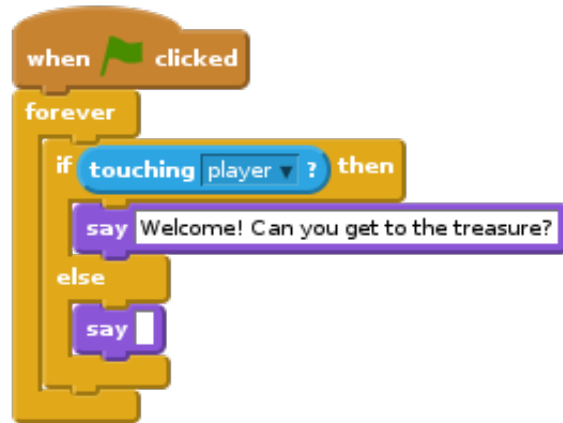 when clicked
forever
if touching player ? then
say Welcome! Can you get to the treasure?
else
say